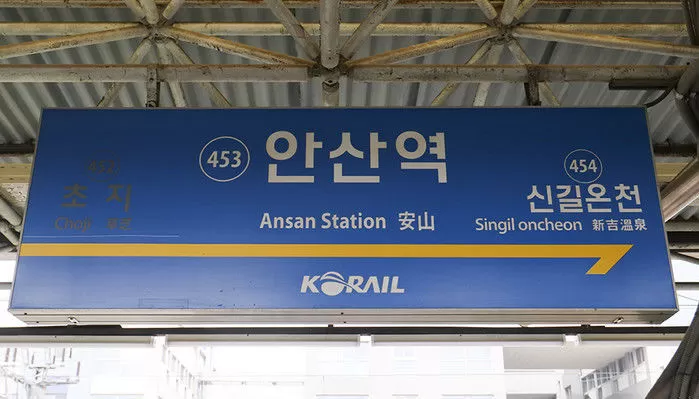 초지
Choji
453
안산역
Ansan Station 安山
454
신길온천
Singil oncheon 新吉溫泉
KORAIL